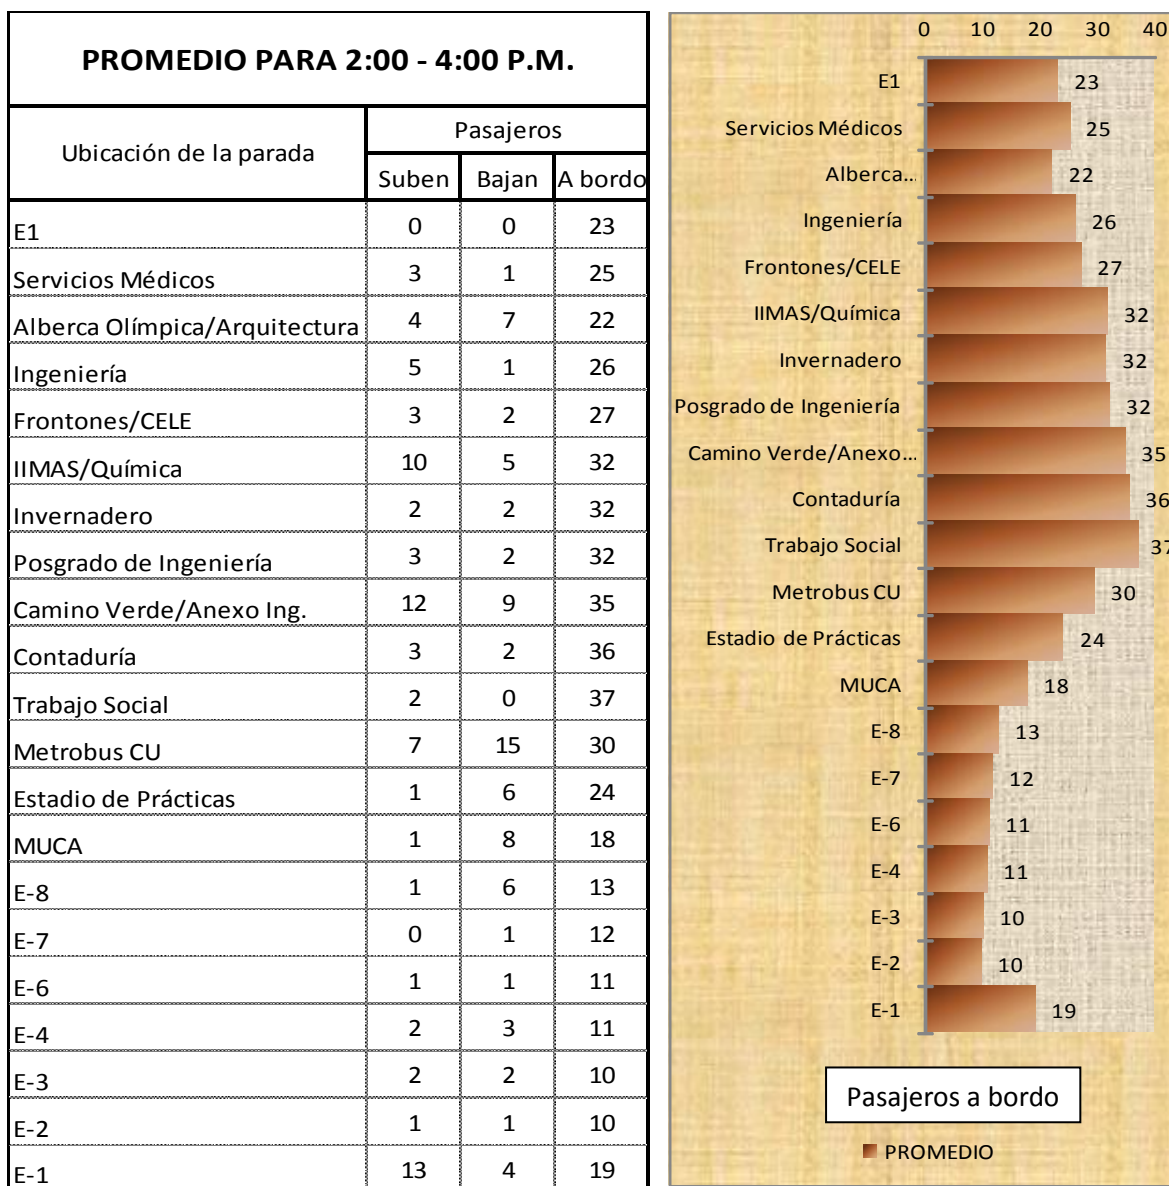 PROMEDIO PARA 2:00 - 4:00 P.M.
Ubicación de la parada
Pasajeros
Suben Bajan A bordo
E1 0 0 23
Servicios Médicos 3 1 25
Alberca Olímpica/Arquitectura 4 7 22
Ingeniería 5 1 26
Frontones/CELE 3 2 27
IIMAS/Química 10 5 32
Invernadero 2 2 32
Posgrado de Ingeniería 3 2 32
Camino Verde/Anexo Ing. 12 9 35
Contaduría 3 2 36
Trabajo Social 2 0 37
Metrobus CU 7 15 30
Estadio de Prácticas 1 6 24
MUCA 1 8 18
E-8 1 6 13
E-7 0 1 12
E-6 1 1 11
E-4 2 3 11
E-3 2 2 10
E-2 1 1 10
E-1 13 4 19
0 10 20 30 40
E1 23
Servicios Médicos 25
Alberca... 22
Ingeniería 26
Frontones/CELE 27
IIMAS/Química 32
Invernadero 32
Posgrado de Ingeniería 32
Camino Verde/Anexo... 35
Contaduría 36
Trabajo Social 37
Metrobus CU 30
Estadio de Prácticas 24
MUCA 18
E-8 13
E-7 12
E-6 11
E-4 11
E-3 10
E-2 10
E-1 19
Pasajeros a bordo
PROMEDIO